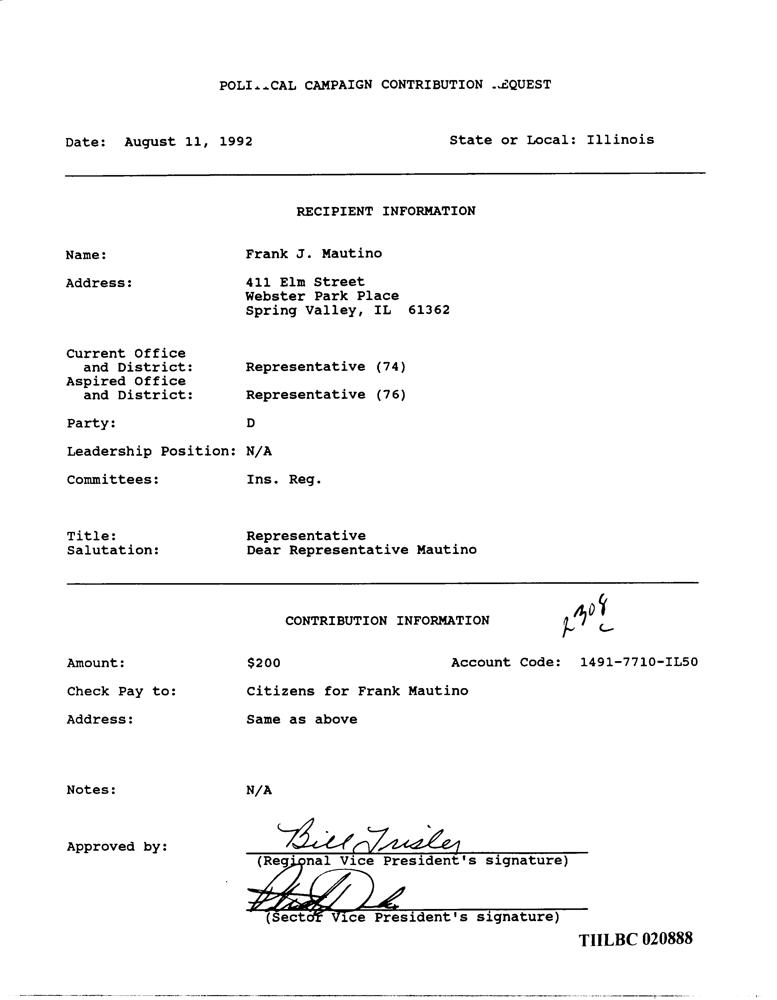 POLI..CAL CAMPAIGN CONTRIBUTION ..EQUEST
Date: August 11, 1992 State or Local: Illinois
RECIPIENT INFORMATION
Name: Frank J. Mautino
Address: 411 Elm Street
Webster Park Place
Spring Valley, IL 61362
Current Office
and District: Representative (74)
Aspired Office
and District: Representative (76)
Party: D
Leadership Position: N/A
Committees: Ins. Reg.
Title: Representative
Salutation: Dear Representative Mautino
CONTRIBUTION INFORMATION
Amount: $200 Account Code: 1491-7710-IL50
Check Pay to: Citizens for Frank Mautino
Address: Same as above
Notes: N/A
Approved by: Bill Trisler
(Regional Vice President's signature)
(Sector Vice President's signature)
TIILBC 020888